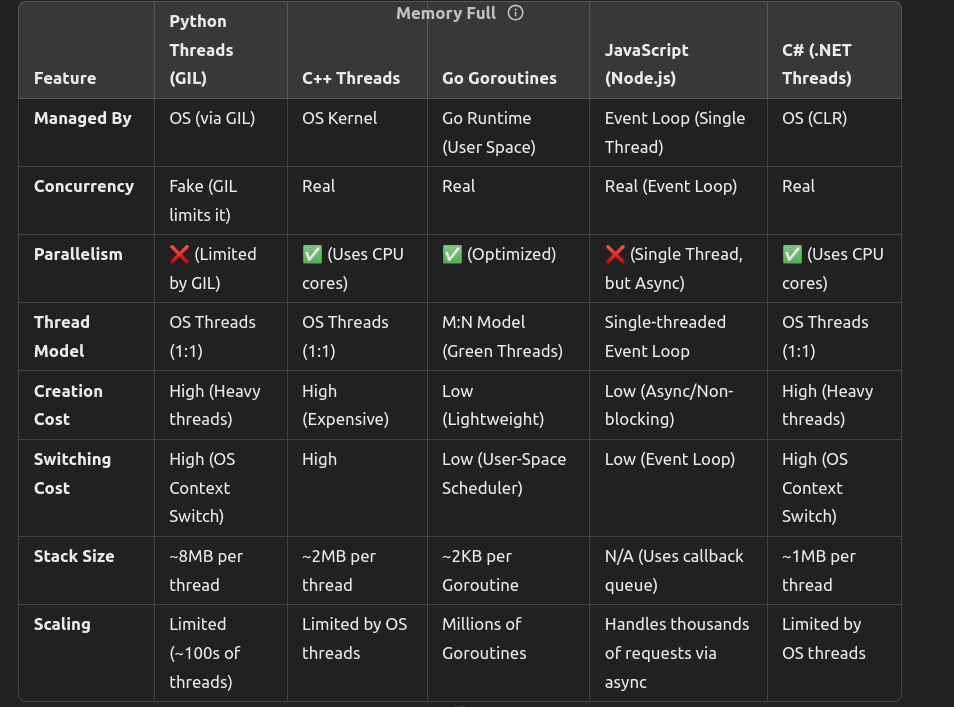 Memory Full
Python
Threads
(GIL)
Feature
C++ Threads
Go Goroutines
JavaScript
(Node.js)
C# (.NET
Threads)
Managed By
OS (via GIL)
OS Kernel
Go Runtime
(User Space)
Event Loop (Single
Thread)
OS (CLR)
Concurrency
Fake (GIL
limits it)
Real
Real
Real (Event Loop)
Real
Parallelism
❌ (Limited
by GIL)
✅ (Uses CPU
cores)
✅ (Optimized)
❌ (Single Thread,
but Async)
✅ (Uses CPU
cores)
Thread
Model
OS Threads
(1:1)
OS Threads
(1:1)
M:N Model
(Green Threads)
Single-threaded
Event Loop
OS Threads
(1:1)
Creation
Cost
High (Heavy
threads)
High
(Expensive)
Low
(Lightweight)
Low (Async/Non-
blocking)
High (Heavy
threads)
Switching
Cost
High (OS
Context
Switch)
High
Low (User-Space
Scheduler)
Low (Event Loop)
High (OS
Context
Switch)
Stack Size
~8MB per
thread
~2MB per
thread
~2KB per
Goroutine
N/A (Uses callback
queue)
~1MB per
thread
Scaling
Limited
(~100s of
threads)
Limited by OS
threads
Millions of
Goroutines
Handles thousands
of requests via
async
Limited by
OS threads